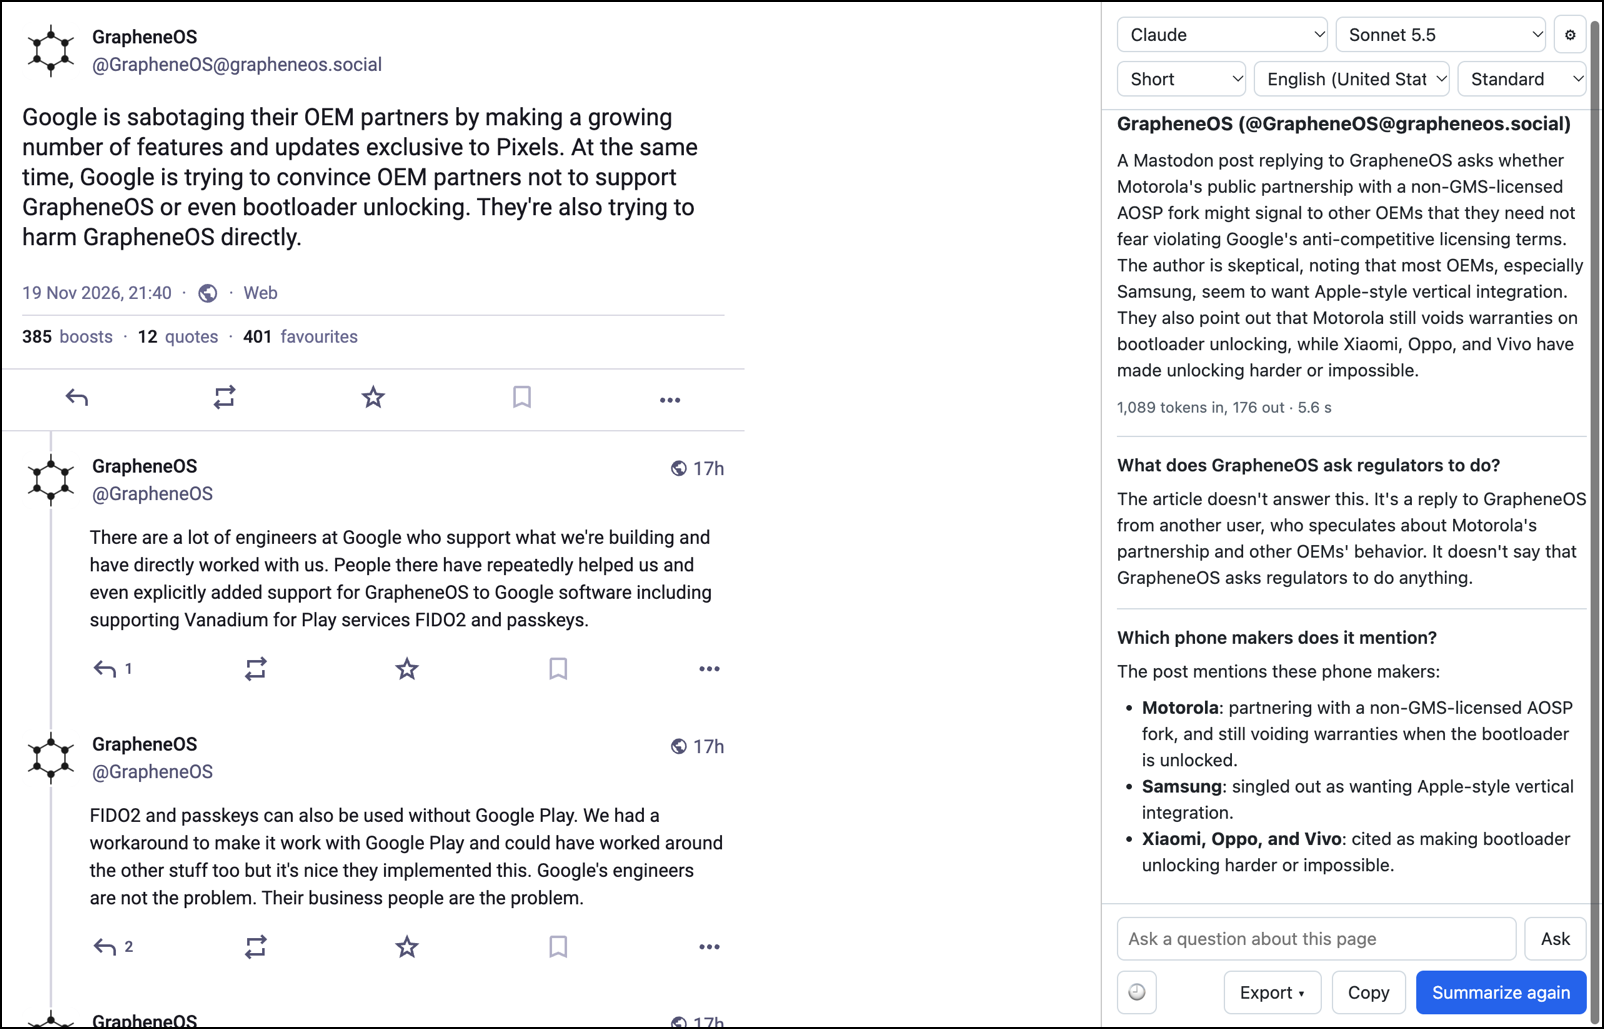 GrapheneOS
@GrapheneOS@grapheneos.social
Google is sabotaging their OEM partners by making a growing
number of features and updates exclusive to Pixels. At the same
time, Google is trying to convince OEM partners not to support
GrapheneOS or even bootloader unlocking. They're also trying to
harm GrapheneOS directly.
19 Nov 2026, 21:40 · Web
385 boosts · 12 quotes · 401 favourites
GrapheneOS
17h
@GrapheneOS
There are a lot of engineers at Google who support what we're building and
have directly worked with us. People there have repeatedly helped us and
even explicitly added support for GrapheneOS to Google software including
supporting Vanadium for Play services FIDO2 and passkeys.
1
GrapheneOS
17h
@GrapheneOS
FIDO2 and passkeys can also be used without Google Play. We had a
workaround to make it work with Google Play and could have worked around
the other stuff too but it's nice they implemented this. Google's engineers
are not the problem. Their business people are the problem.
2
GrapheneOS
17h
Claude
Sonnet 5.5
Short
English (United Stat
Standard
GrapheneOS (@GrapheneOS@grapheneos.social)
A Mastodon post replying to GrapheneOS asks whether
Motorola's public partnership with a non-GMS-licensed
AOSP fork might signal to other OEMs that they need not
fear violating Google's anti-competitive licensing terms.
The author is skeptical, noting that most OEMs, especially
Samsung, seem to want Apple-style vertical integration.
They also point out that Motorola still voids warranties on
bootloader unlocking, while Xiaomi, Oppo, and Vivo have
made unlocking harder or impossible.
1,089 tokens in, 176 out · 5.6 s
What does GrapheneOS ask regulators to do?
The article doesn't answer this. It's a reply to GrapheneOS
from another user, who speculates about Motorola's
partnership and other OEMs' behavior. It doesn't say that
GrapheneOS asks regulators to do anything.
Which phone makers does it mention?
The post mentions these phone makers:
• Motorola: partnering with a non-GMS-licensed AOSP
fork, and still voiding warranties when the bootloader
is unlocked.
• Samsung: singled out as wanting Apple-style vertical
integration.
• Xiaomi, Oppo, and Vivo: cited as making bootloader
unlocking harder or impossible.
Ask a question about this page
Ask
Export ▾
Copy
Summarize again